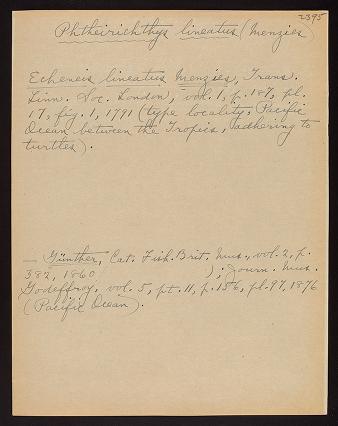 2395
Phtheirichthys lineatus (Menzies)
Echeneis lineatus Menzies, Trans.
Linn. Soc. London, vol. 1, p. 187, pl.
17, fig. 1, 1791 (type locality, Pacific
Ocean between the Tropics, adhering to
turtles).
— Günther, Cat. Fish. Brit. Mus., vol. 2, p.
382, 1860 ); Journ. Mus.
Godeffroy, vol. 5, pt. 11, p. 156, pl. 97, 1876
(Pacific Ocean).